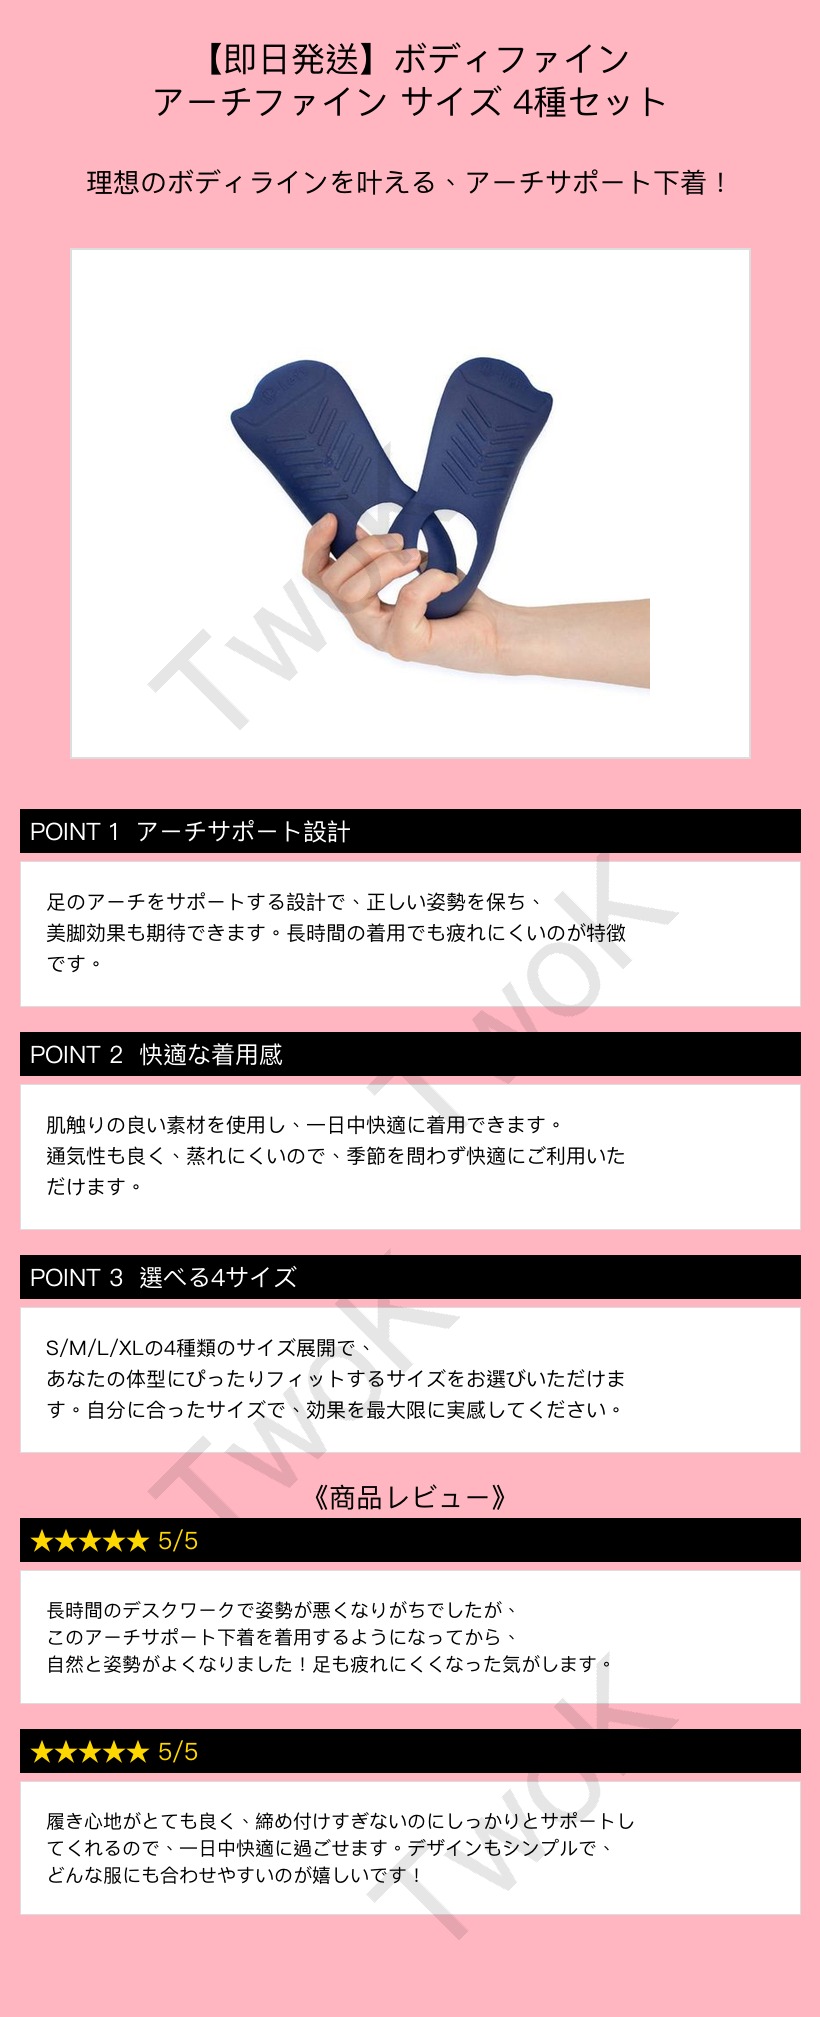 【即日発送】ボディファイン
アーチファイン サイズ 4種セット
理想のボディラインを叶える、アーチサポート下着！
TwoK
POINT 1 アーチサポート設計
足のアーチをサポートする設計で、正しい姿勢を保ち、
美脚効果も期待できます。長時間の着用でも疲れにくいのが特徴
です。
TwoK
POINT 2 快適な着用感
肌触りの良い素材を使用し、一日中快適に着用できます。
通気性も良く、蒸れにくいので、季節を問わず快適にご利用いた
だけます。
POINT 3 選べる4サイズ
S/M/L/XLの4種類のサイズ展開で、
あなたの体型にぴったりフィットするサイズをお選びいただけま
す。自分に合ったサイズで、効果を最大限に実感してください。
TwoK
《商品レビュー》
★★★★★ 5/5
長時間のデスクワークで姿勢が悪くなりがちでしたが、
このアーチサポート下着を着用するようになってから、
自然と姿勢がよくなりました！足も疲れにくくなった気がします。
★★★★★ 5/5
履き心地がとても良く、締め付けすぎないのにしっかりとサポートし
てくれるので、一日中快適に過ごせます。デザインもシンプルで、
どんな服にも合わせやすいのが嬉しいです！
TwoK